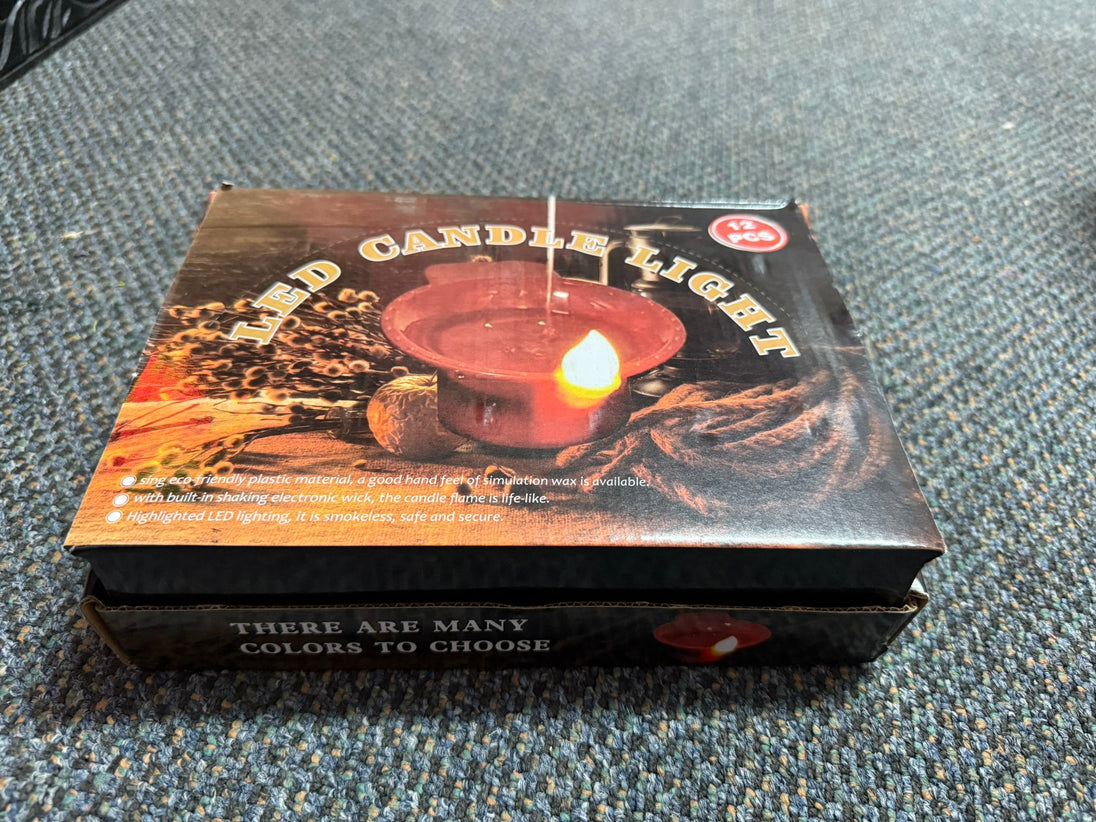 LED CANDLE LIGHT
12
PCS
sing eco-friendly plastic material, a good hand feel of simulation wax is available.
with built-in shaking electronic wick, the candle flame is life-like.
Highlighted LED lighting, it is smokeless, safe and secure.
THERE ARE MANY
COLORS TO CHOOSE